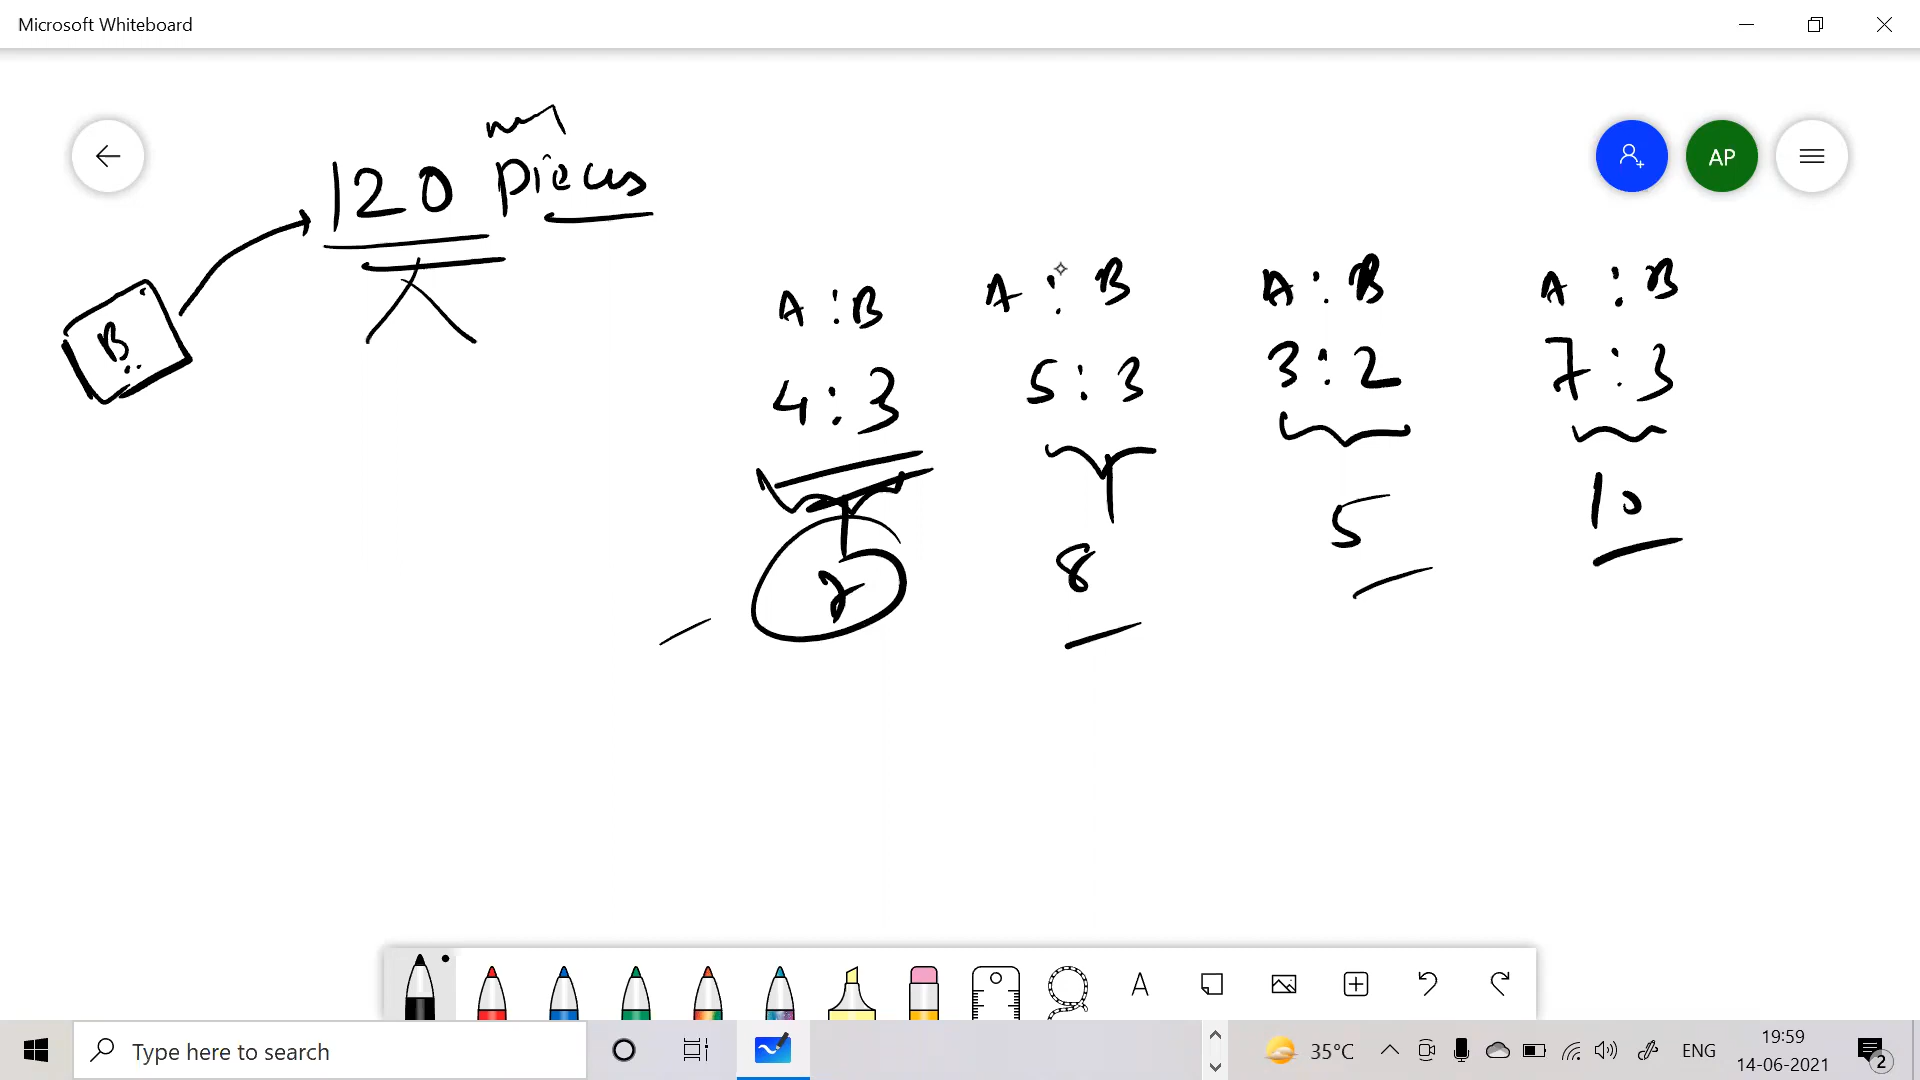 Microsoft Whiteboard
AP
120 Pieces
B
A : B
4 : 3
7
A : B
5 : 3
8
A : B
3 : 2
5
A : B
7 : 3
10
A
Type here to search
35°C
ENG
19:59
14-06-2021
2